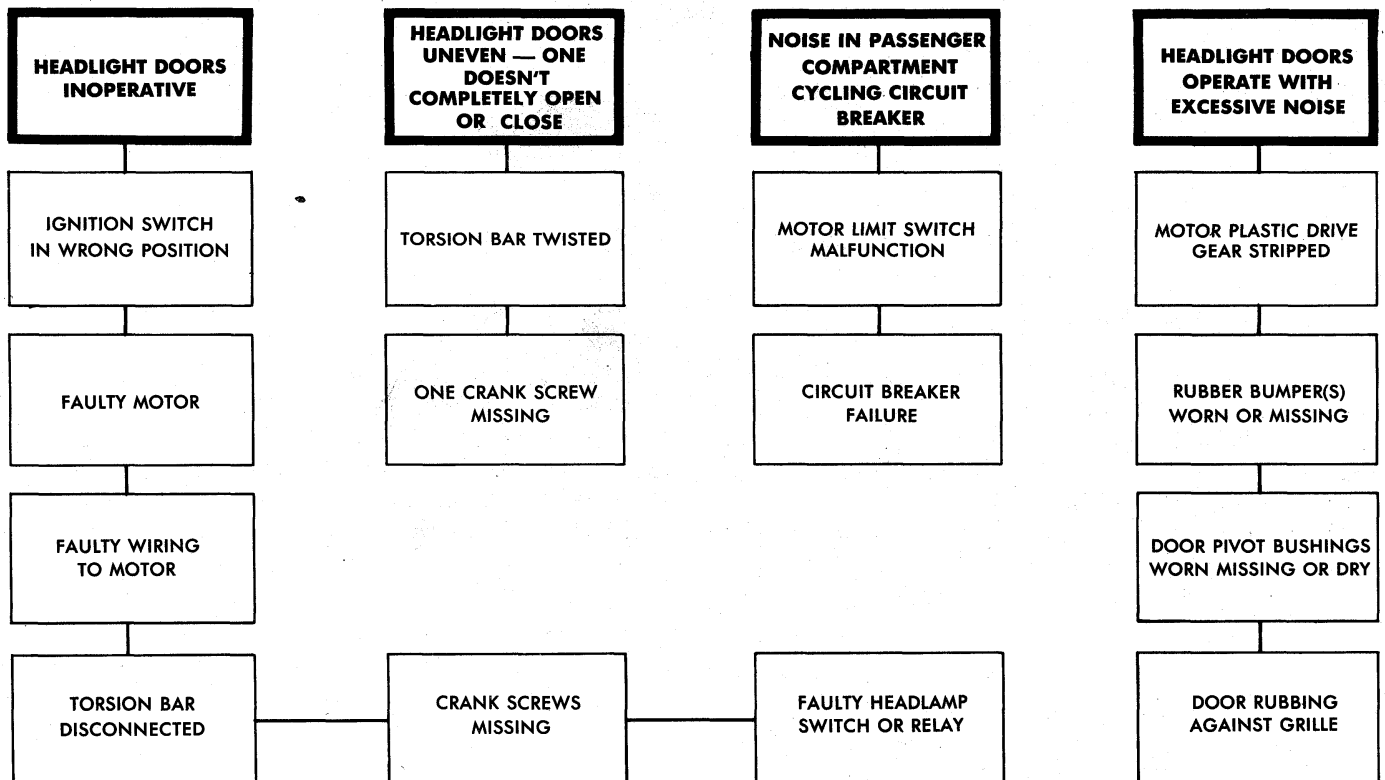 HEADLIGHT DOORS
INOPERATIVE
HEADLIGHT DOORS
UNEVEN — ONE
DOESN'T
COMPLETELY OPEN
OR CLOSE
NOISE IN PASSENGER
COMPARTMENT
CYCLING CIRCUIT
BREAKER
HEADLIGHT DOORS
OPERATE WITH
EXCESSIVE NOISE
IGNITION SWITCH
IN WRONG POSITION
TORSION BAR TWISTED
MOTOR LIMIT SWITCH
MALFUNCTION
MOTOR PLASTIC DRIVE
GEAR STRIPPED
FAULTY MOTOR
ONE CRANK SCREW
MISSING
CIRCUIT BREAKER
FAILURE
RUBBER BUMPER(S)
WORN OR MISSING
FAULTY WIRING
TO MOTOR
DOOR PIVOT BUSHINGS
WORN MISSING OR DRY
TORSION BAR
DISCONNECTED
CRANK SCREWS
MISSING
FAULTY HEADLAMP
SWITCH OR RELAY
DOOR RUBBING
AGAINST GRILLE